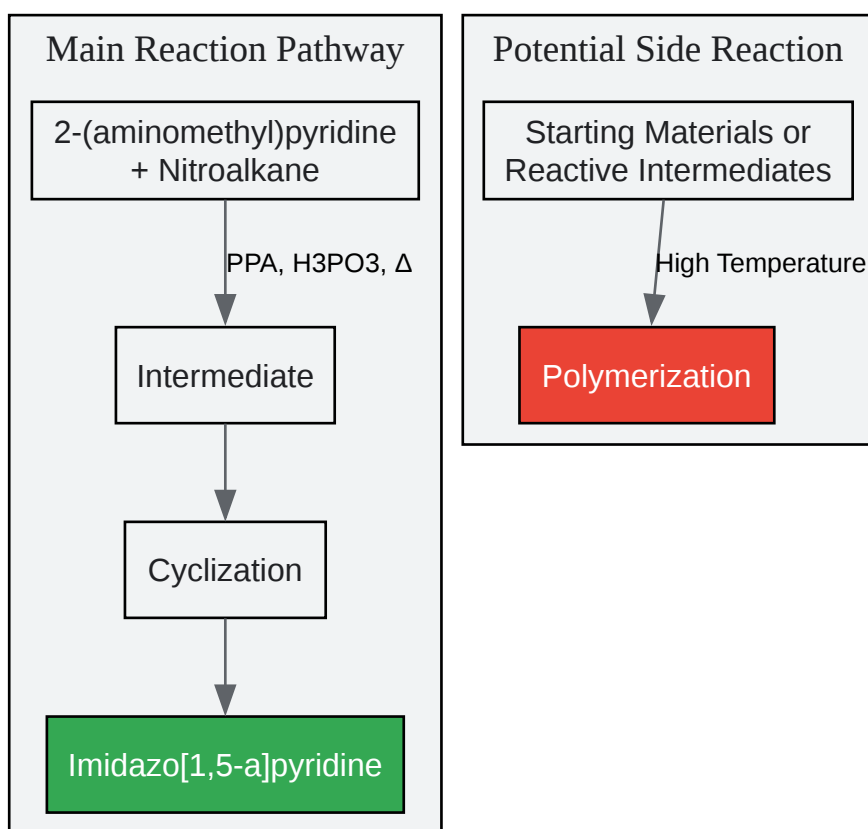 Main Reaction Pathway
2-(aminomethyl)pyridine
+ Nitroalkane
PPA, H3PO3, Δ
Intermediate
Cyclization
Imidazo[1,5-a]pyridine
Potential Side Reaction
Starting Materials or
Reactive Intermediates
High Temperature
Polymerization